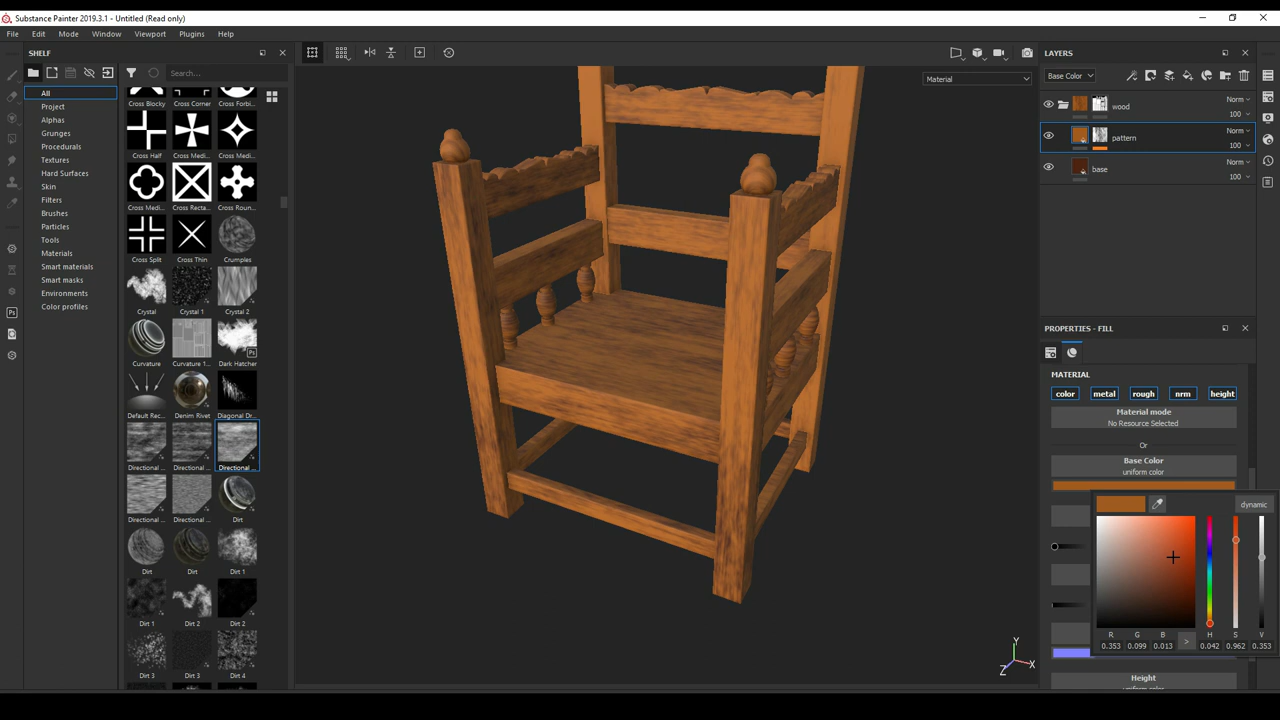 Substance Painter 2019.3.1 - Untitled (Read only)
File Edit Mode Window Viewport Plugins Help
SHELF
Search...
All
Project
Alphas
Grunges
Procedurals
Textures
Hard Surfaces
Skin
Filters
Brushes
Particles
Tools
Materials
Smart materials
Smart masks
Environments
Color profiles
Cross Blocky Cross Corner Cross Forbi...
Cross Half Cross Medi... Cross Medi...
Cross Medi... Cross Recta... Cross Roun...
Cross Split Cross Thin Crumples
Crystal Crystal 1 Crystal 2
Curvature Curvature 1... Dark Hatcher
Default Rec... Denim Rivet Diagonal Dr...
Directional ... Directional ... Directional ...
Directional ... Directional ... Dirt
Dirt Dirt Dirt 1
Dirt 1 Dirt 2 Dirt 2
Dirt 3 Dirt 3 Dirt 4
Ps
Ps
Material
Y
X
Z
LAYERS
Base Color
wood Norm 100
pattern Norm 100
base Norm 100
PROPERTIES - FILL
MATERIAL
color metal rough nrm height
Material mode
No Resource Selected
Or
Base Color
uniform color
dynamic
R G B H S V
0.353 0.099 0.013 > 0.042 0.962 0.353
Height
uniform color